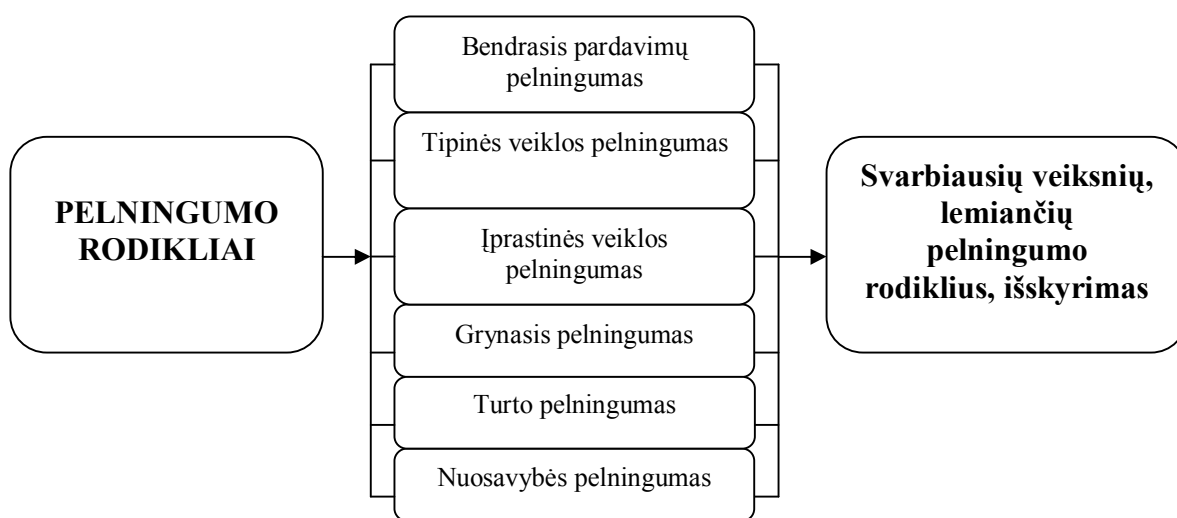 PELNINGUMO
RODIKLIAI
Bendrasis pardavimų
pelningumas
Tipinės veiklos pelningumas
Įprastinės veiklos
pelningumas
Grynasis pelningumas
Turto pelningumas
Nuosavybės pelningumas
Svarbiausių veiksnių,
lemiančių
pelningumo
rodiklius, išskyrimas